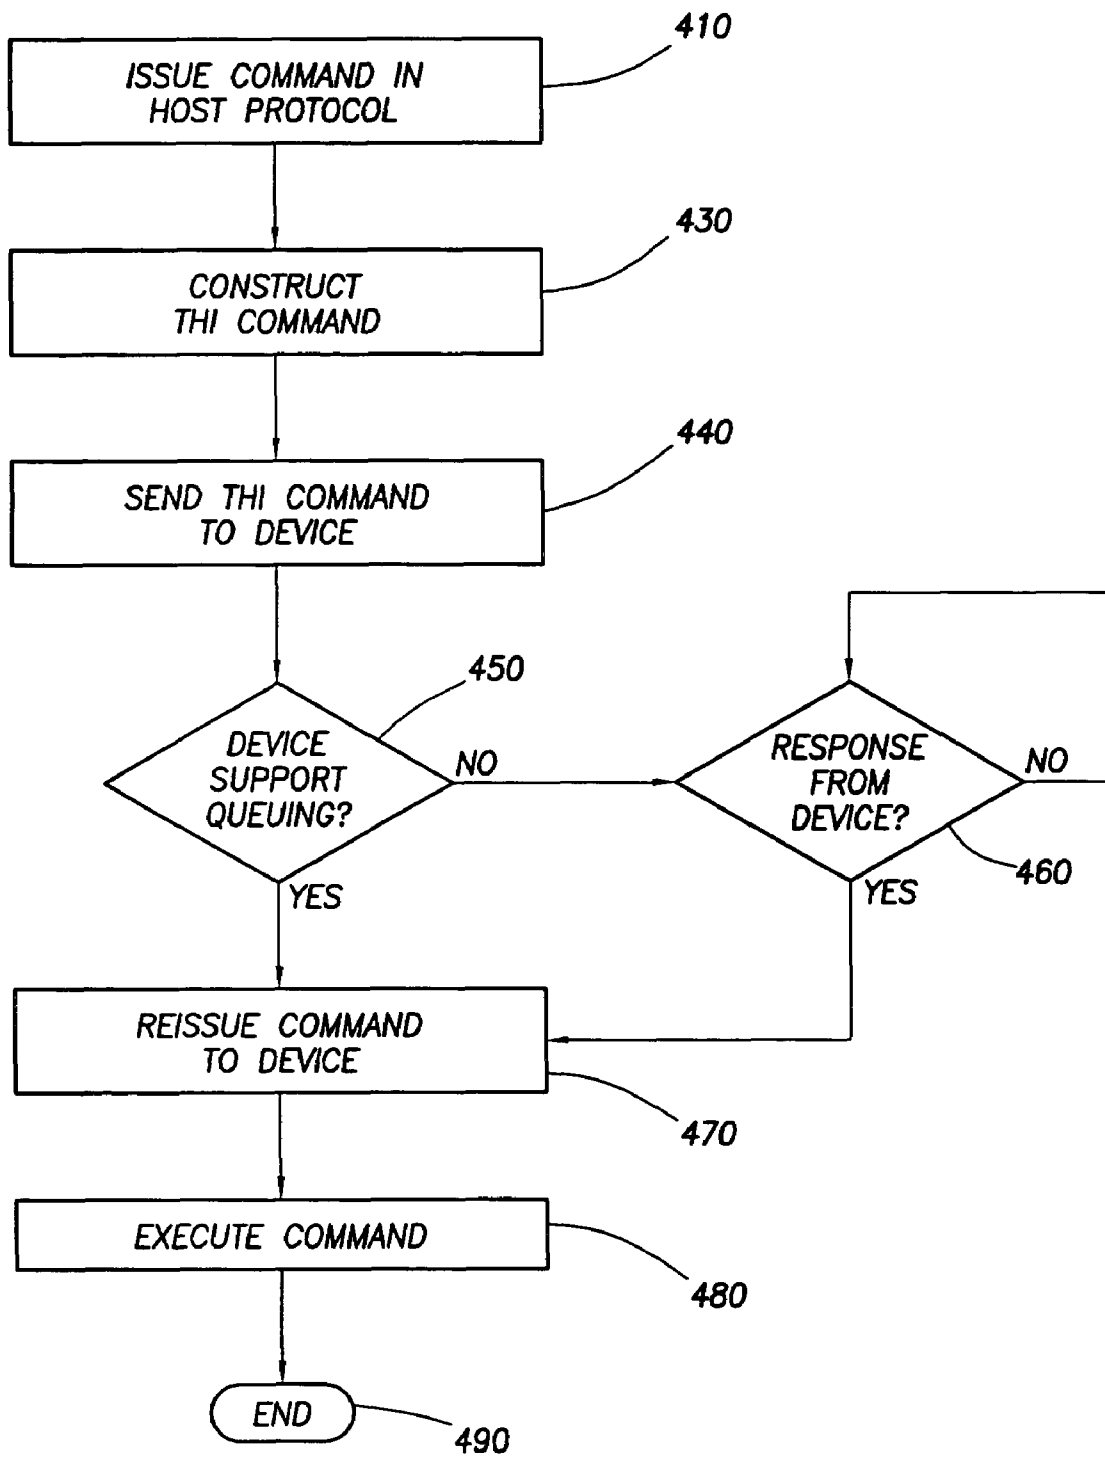 410
ISSUE COMMAND IN
HOST PROTOCOL
430
CONSTRUCT
THI COMMAND
440
SEND THI COMMAND
TO DEVICE
450
DEVICE
SUPPORT
QUEUING?
NO
YES
RESPONSE
FROM
DEVICE?
NO
460
YES
REISSUE COMMAND
TO DEVICE
470
EXECUTE COMMAND
480
END
490